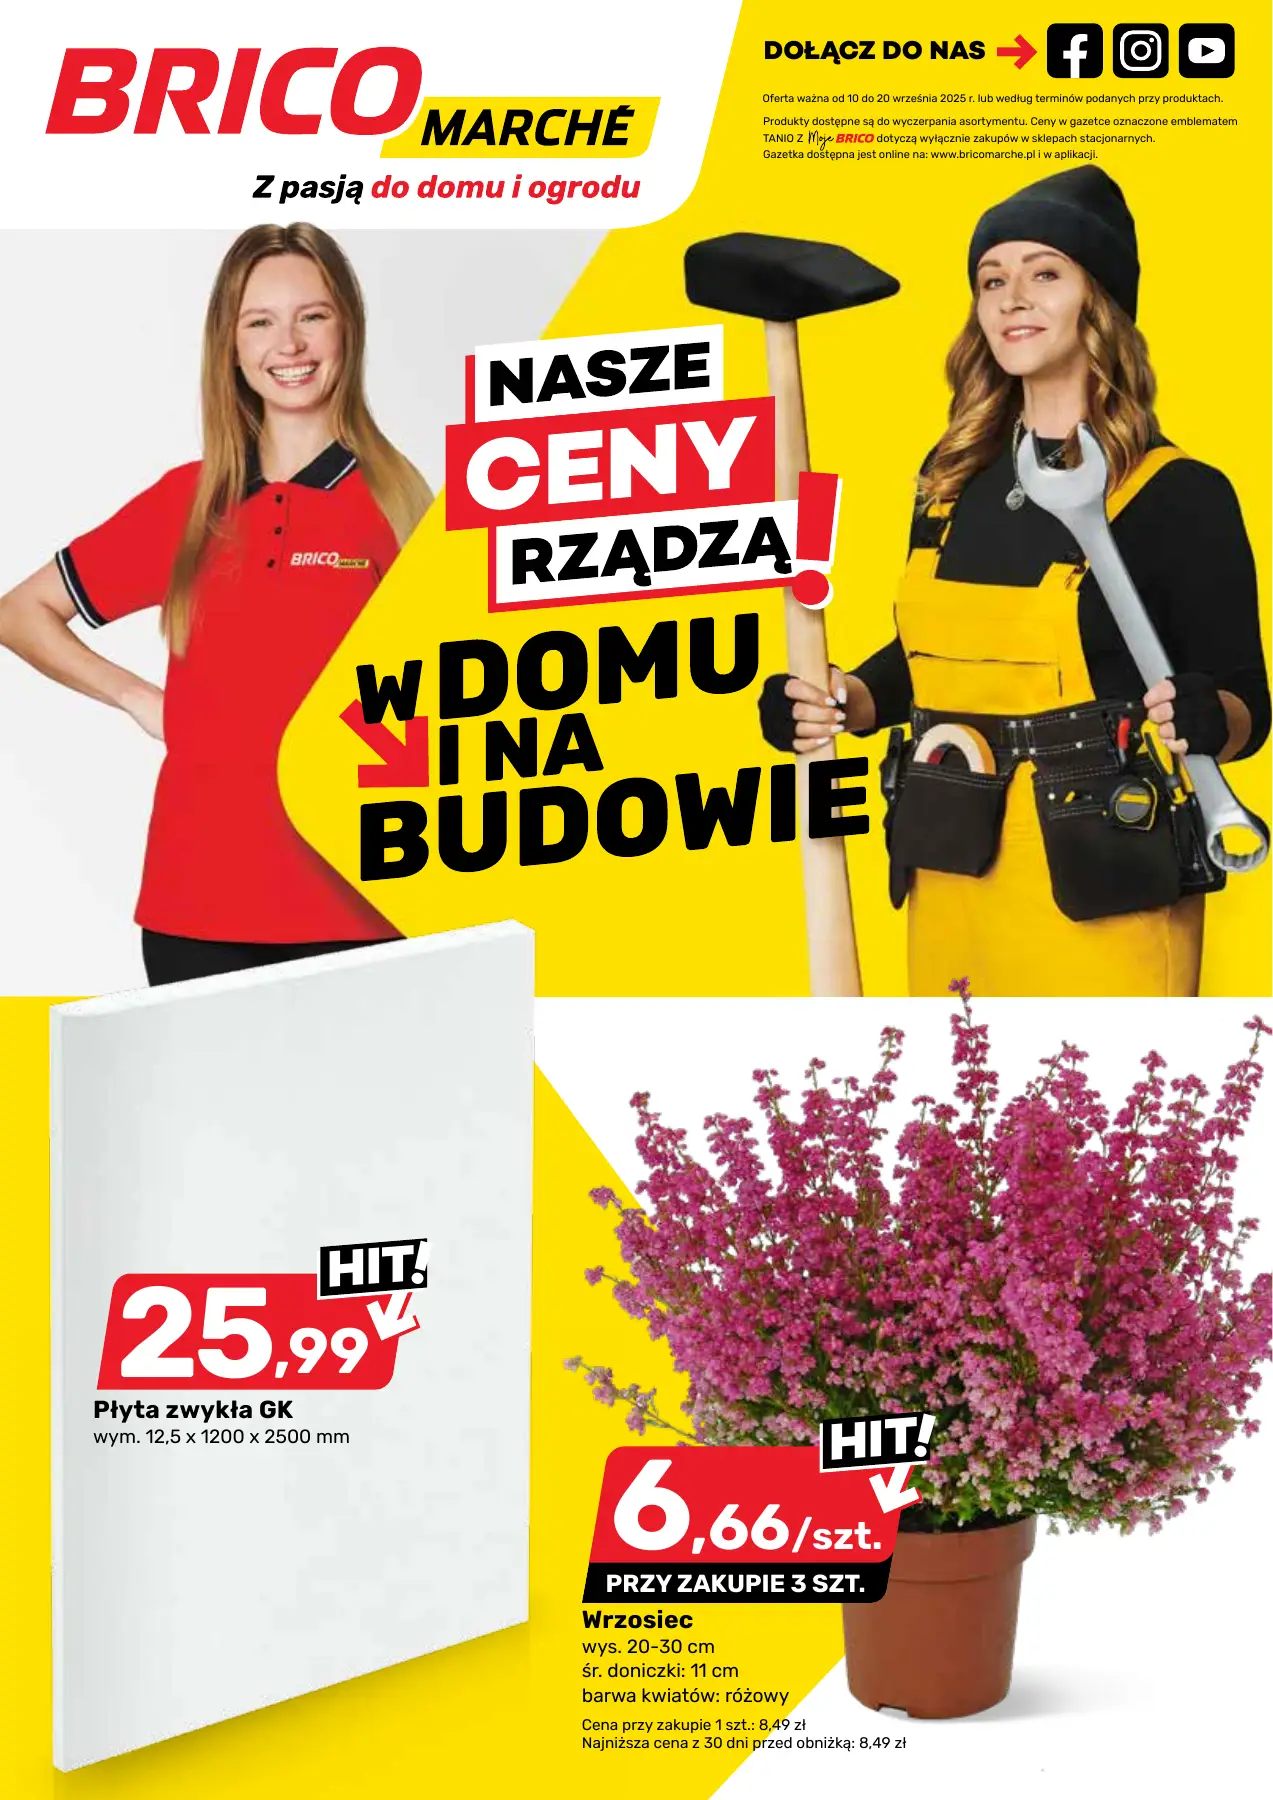 BRICO
MARCHÉ
Z pasją do domu i ogrodu
DOŁĄCZ DO NAS
Oferta ważna od 10 do 20 września 2025 r. lub według terminów podanych przy produktach.
Produkty dostępne są do wyczerpania asortymentu. Ceny w gazetce oznaczone emblematem
TANIO Z Moje BRICO dotyczą wyłącznie zakupów w sklepach stacjonarnych.
Gazetka dostępna jest online na: www.bricomarche.pl i w aplikacji.
NASZE
CENY
RZĄDZĄ!
BRICO MARCHÉ
W DOMU
I NA
BUDOWIE
HIT!
25,99
Płyta zwykła GK
wym. 12,5 x 1200 x 2500 mm
HIT!
6,66/szt.
PRZY ZAKUPIE 3 SZT.
Wrzosiec
wys. 20-30 cm
śr. doniczki: 11 cm
barwa kwiatów: różowy
Cena przy zakupie 1 szt.: 8,49 zł
Najniższa cena z 30 dni przed obniżką: 8,49 zł